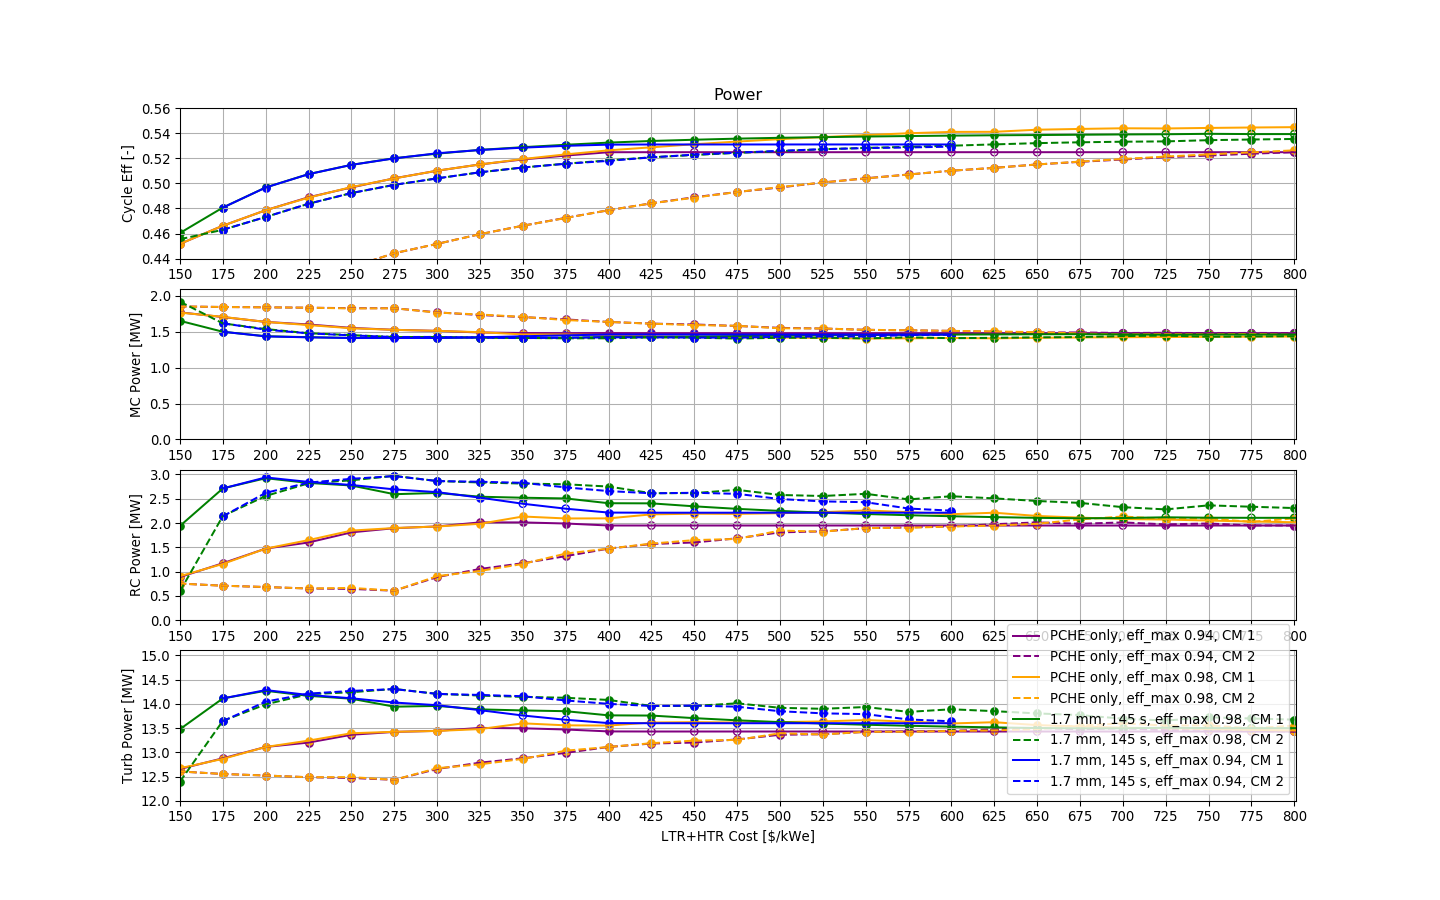 Power
Cycle Eff [-]
0.56
0.54
0.52
0.50
0.48
0.46
0.44
150 175 200 225 250 275 300 325 350 375 400 425 450 475 500 525 550 575 600 625 650 675 700 725 750 775 800
MC Power [MW]
2.0
1.5
1.0
0.5
0.0
150 175 200 225 250 275 300 325 350 375 400 425 450 475 500 525 550 575 600 625 650 675 700 725 750 775 800
RC Power [MW]
3.0
2.5
2.0
1.5
1.0
0.5
0.0
150 175 200 225 250 275 300 325 350 375 400 425 450 475 500 525 550 575 600 625 650 675 700 725 750 775 800
PCHE only, eff_max 0.94, CM 1
PCHE only, eff_max 0.94, CM 2
PCHE only, eff_max 0.98, CM 1
PCHE only, eff_max 0.98, CM 2
1.7 mm, 145 s, eff_max 0.98, CM 1
1.7 mm, 145 s, eff_max 0.98, CM 2
1.7 mm, 145 s, eff_max 0.94, CM 1
1.7 mm, 145 s, eff_max 0.94, CM 2
Turb Power [MW]
15.0
14.5
14.0
13.5
13.0
12.5
12.0
150 175 200 225 250 275 300 325 350 375 400 425 450 475 500 525 550 575 600 625 650 675 700 725 750 775 800
LTR+HTR Cost [$/kWe]